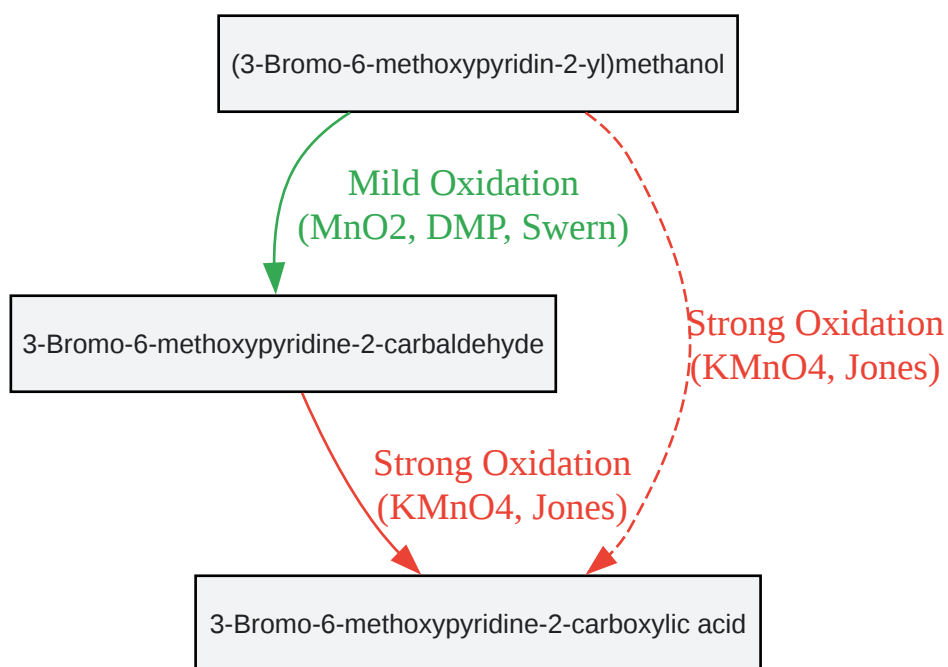 (3-Bromo-6-methoxypyridin-2-yl)methanol
Mild Oxidation
(MnO2, DMP, Swern)
Strong Oxidation
(KMnO4, Jones)
3-Bromo-6-methoxypyridine-2-carbaldehyde
Strong Oxidation
(KMnO4, Jones)
3-Bromo-6-methoxypyridine-2-carboxylic acid